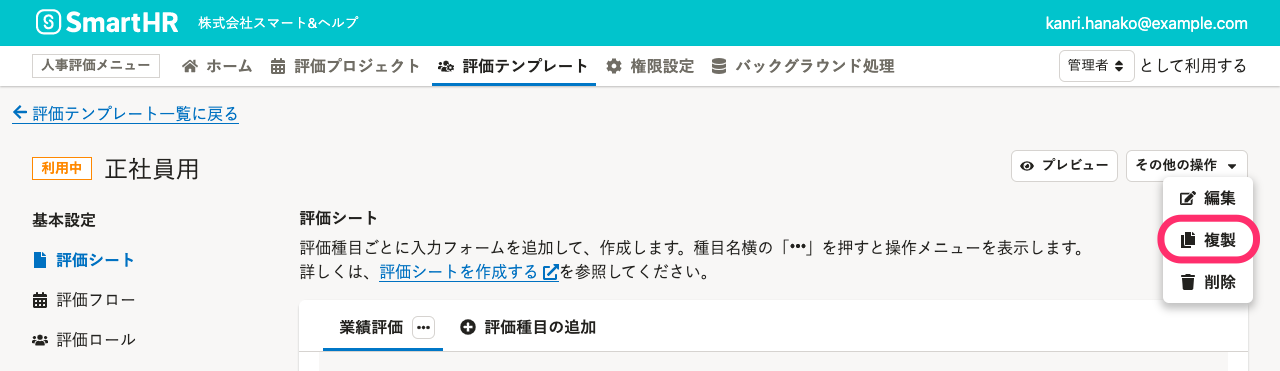 SmartHR 株式会社スマート&ヘルプ kanri.hanako@example.com
人事評価メニュー ホーム 評価プロジェクト 評価テンプレート 権限設定 バックグラウンド処理 管理者 として利用する
評価テンプレート一覧に戻る
利用中 正社員用 プレビュー その他の操作
編集
複製
削除
基本設定
評価シート
評価フロー
評価ロール
評価シート
評価種目ごとに入力フォームを追加して、作成します。種目名横の「•••」を押すと操作メニューを表示します。
詳しくは、評価シートを作成するを参照してください。
業績評価 ••• 評価種目の追加